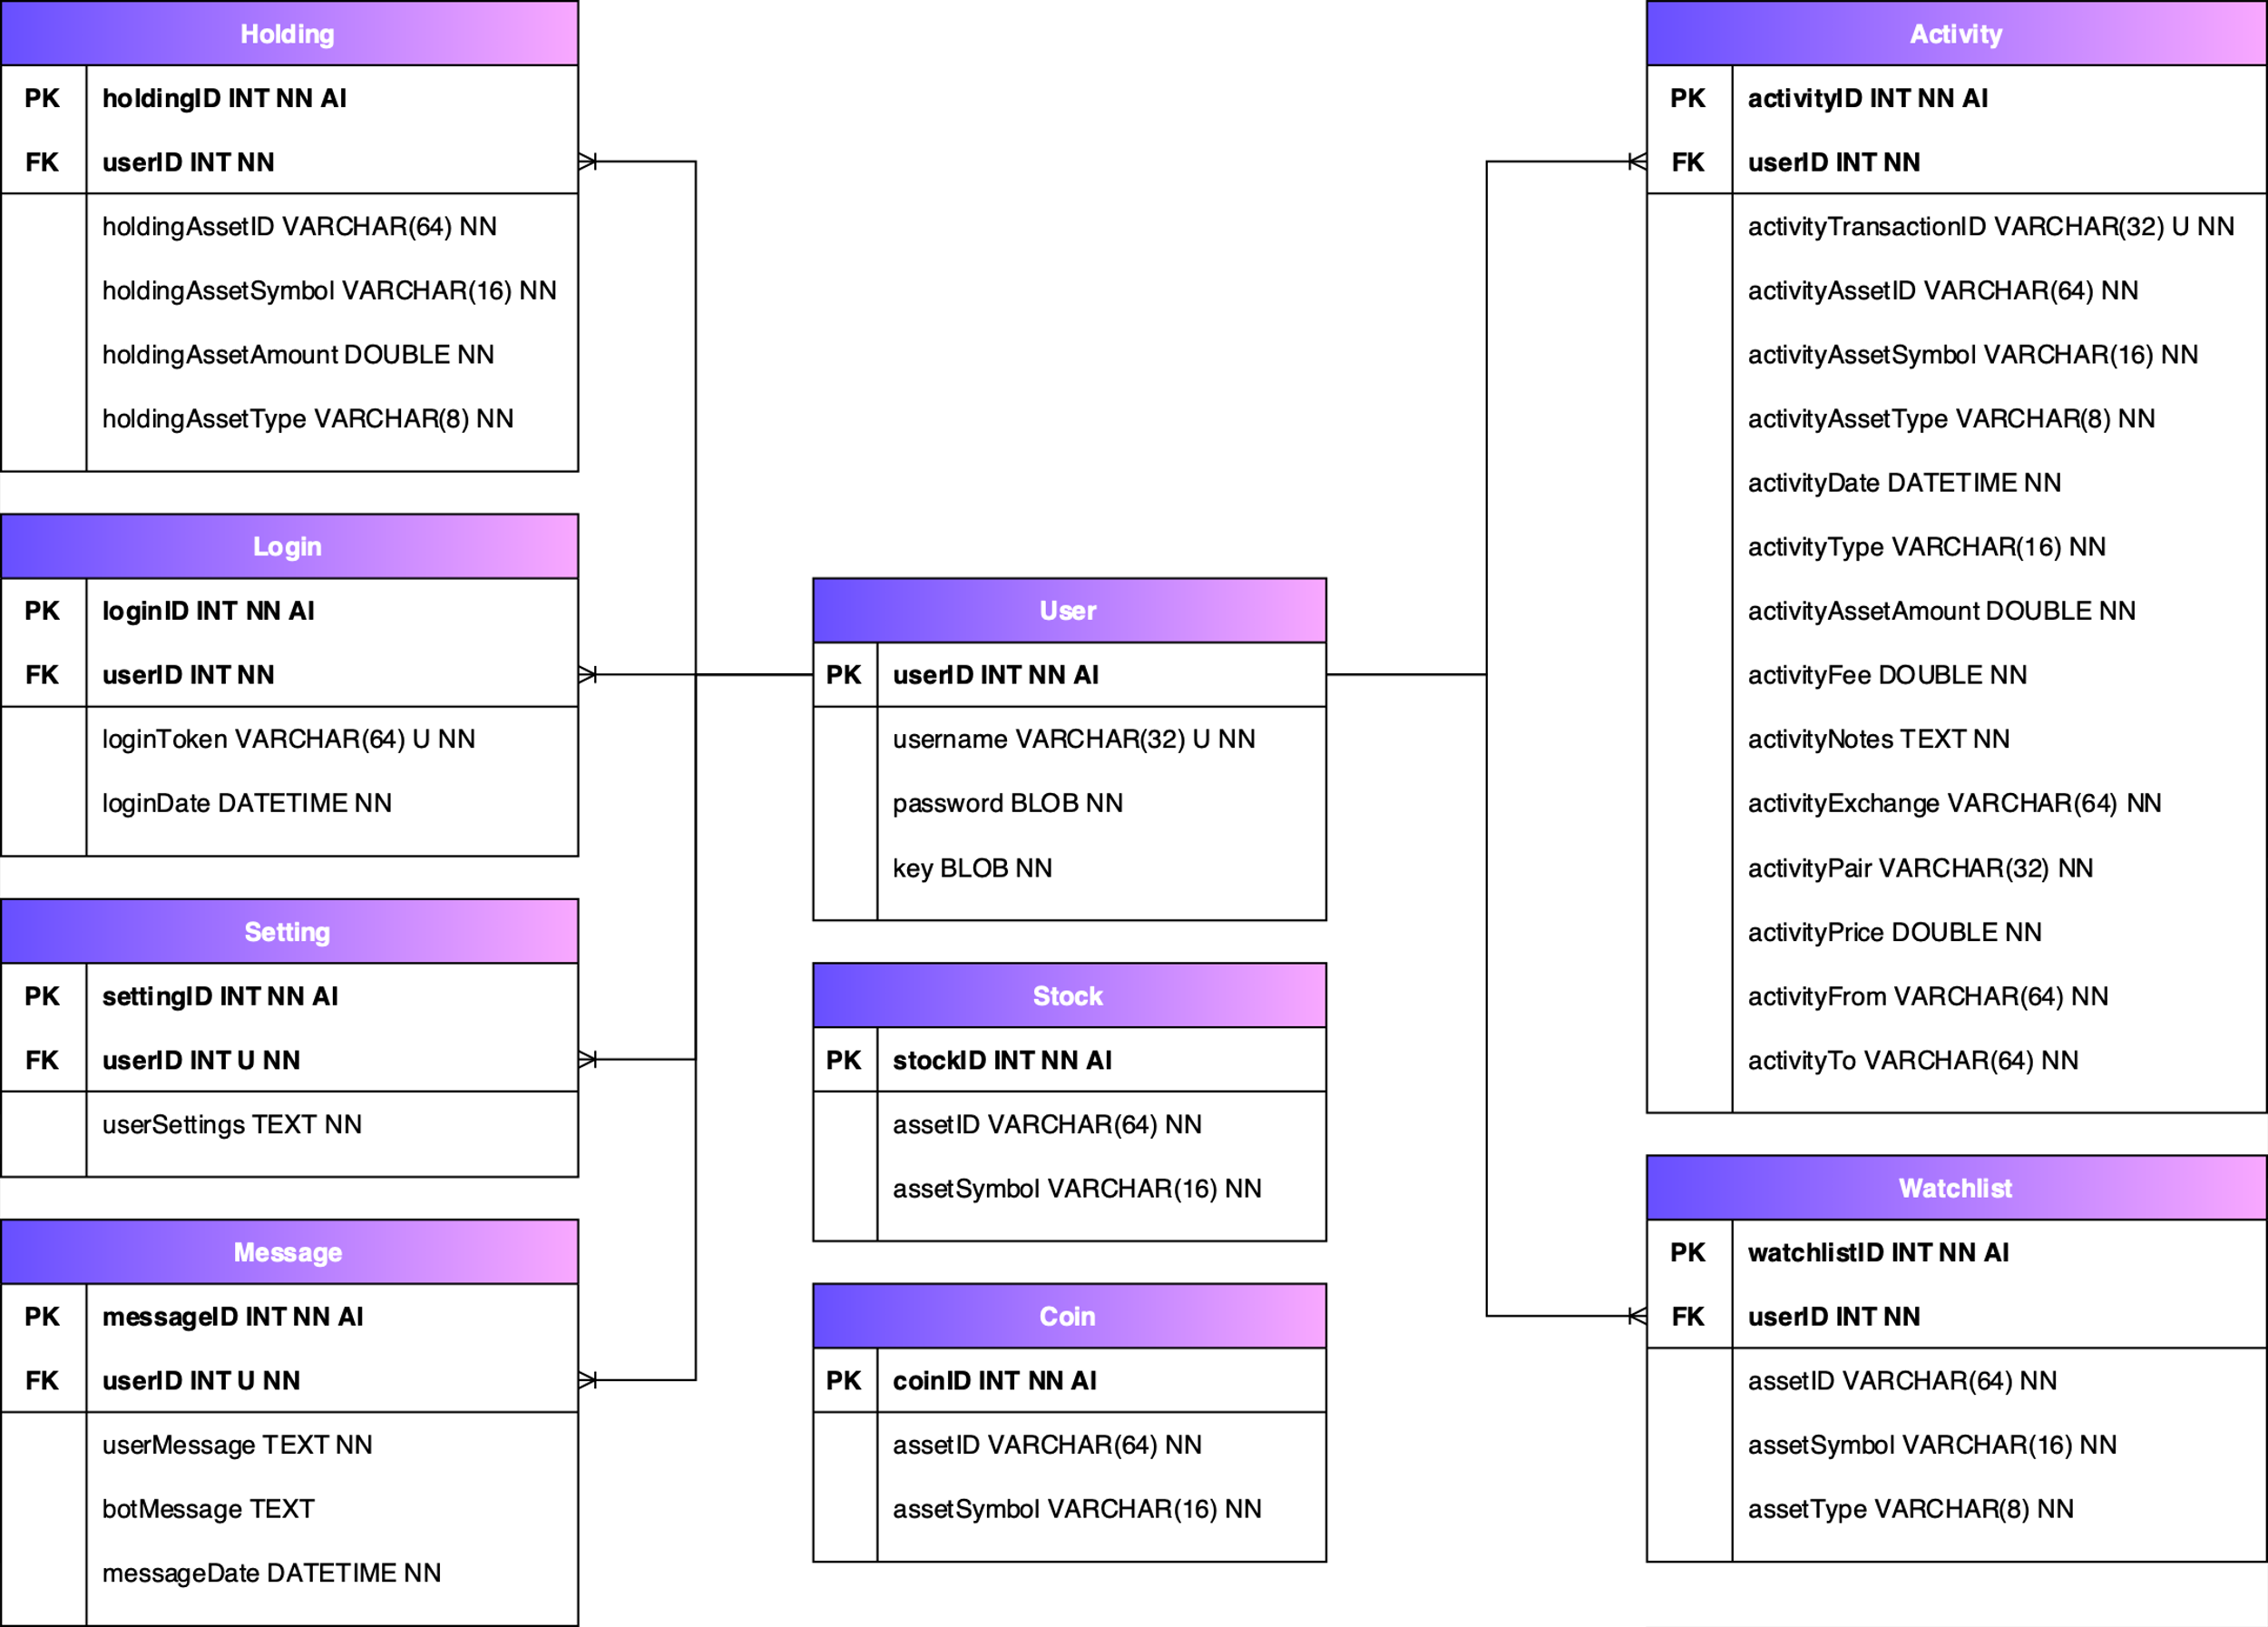 Holding
PK holdingID INT NN AI
FK userID INT NN
holdingAssetID VARCHAR(64) NN
holdingAssetSymbol VARCHAR(16) NN
holdingAssetAmount DOUBLE NN
holdingAssetType VARCHAR(8) NN
Login
PK loginID INT NN AI
FK userID INT NN
loginToken VARCHAR(64) U NN
loginDate DATETIME NN
Setting
PK settingID INT NN AI
FK userID INT U NN
userSettings TEXT NN
Message
PK messageID INT NN AI
FK userID INT U NN
userMessage TEXT NN
botMessage TEXT
messageDate DATETIME NN
User
PK userID INT NN AI
username VARCHAR(32) U NN
password BLOB NN
key BLOB NN
Stock
PK stockID INT NN AI
assetID VARCHAR(64) NN
assetSymbol VARCHAR(16) NN
Coin
PK coinID INT NN AI
assetID VARCHAR(64) NN
assetSymbol VARCHAR(16) NN
Activity
PK activityID INT NN AI
FK userID INT NN
activityTransactionID VARCHAR(32) U NN
activityAssetID VARCHAR(64) NN
activityAssetSymbol VARCHAR(16) NN
activityAssetType VARCHAR(8) NN
activityDate DATETIME NN
activityType VARCHAR(16) NN
activityAssetAmount DOUBLE NN
activityFee DOUBLE NN
activityNotes TEXT NN
activityExchange VARCHAR(64) NN
activityPair VARCHAR(32) NN
activityPrice DOUBLE NN
activityFrom VARCHAR(64) NN
activityTo VARCHAR(64) NN
Watchlist
PK watchlistID INT NN AI
FK userID INT NN
assetID VARCHAR(64) NN
assetSymbol VARCHAR(16) NN
assetType VARCHAR(8) NN